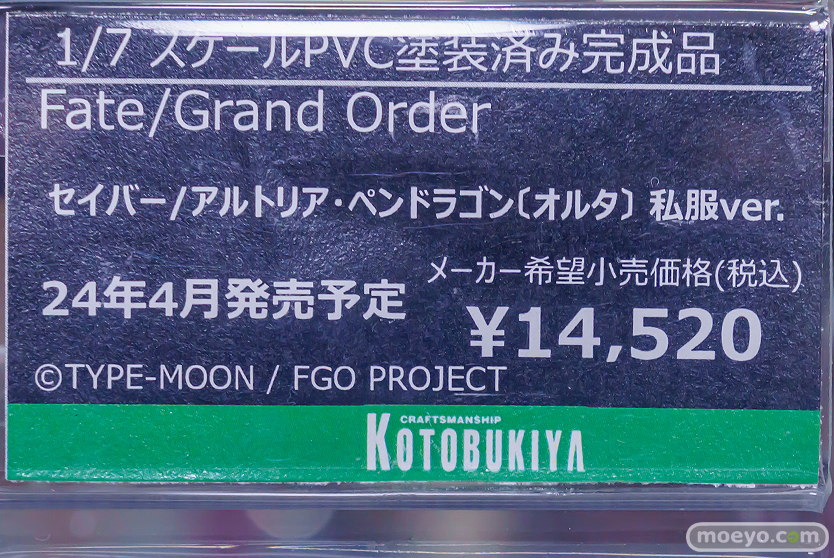 1/7 スケールPVC塗装済み完成品
Fate/Grand Order
セイバー/アルトリア・ペンドラゴン〔オルタ〕 私服ver.
メーカー希望小売価格(税込)
24年4月発売予定
¥14,520
©TYPE-MOON / FGO PROJECT
CRAFTSMANSHIP
KOTOBUKIYA
moeyo.com